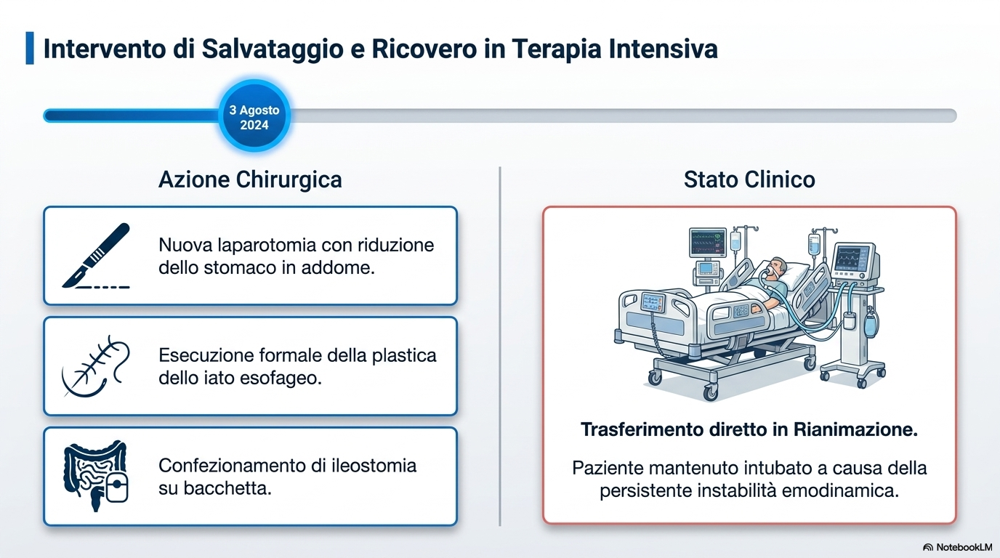 Intervento di Salvataggio e Ricovero in Terapia Intensiva
3 Agosto
2024
Azione Chirurgica
Nuova laparotomia con riduzione
dello stomaco in addome.
Esecuzione formale della plastica
dello iato esofageo.
Confezionamento di ileostomia
su bacchetta.
Stato Clinico
Trasferimento diretto in Rianimazione.
Paziente mantenuto intubato a causa della
persistente instabilità emodinamica.
NotebookLM